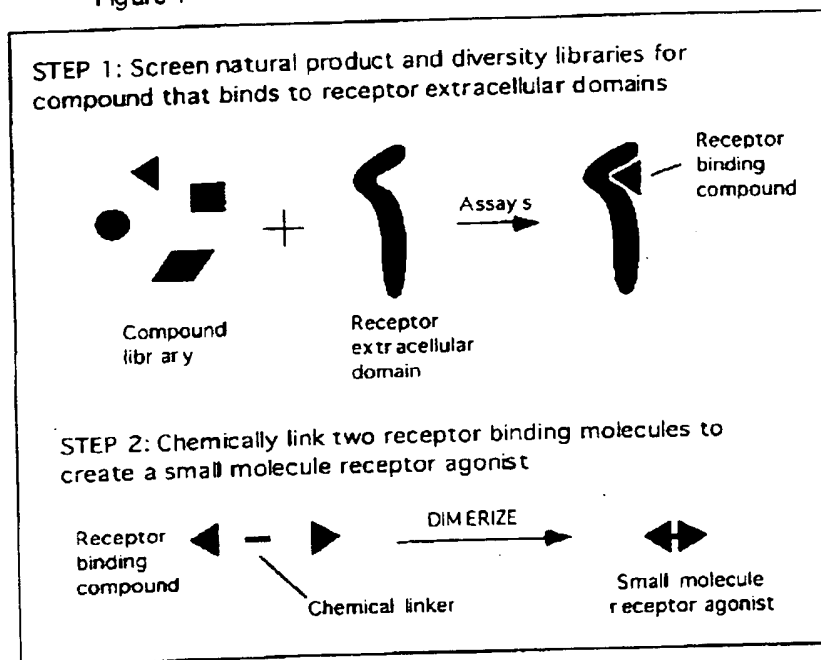 Figure 1
STEP 1: Screen natural product and diversity libraries for
compound that binds to receptor extracellular domains
Receptor
binding
compound
Assays
Compound
library
Receptor
extracellular
domain
STEP 2: Chemically link two receptor binding molecules to
create a small molecule receptor agonist
Receptor
binding
compound
DIMERIZE
Chemical linker
Small molecule
receptor agonist